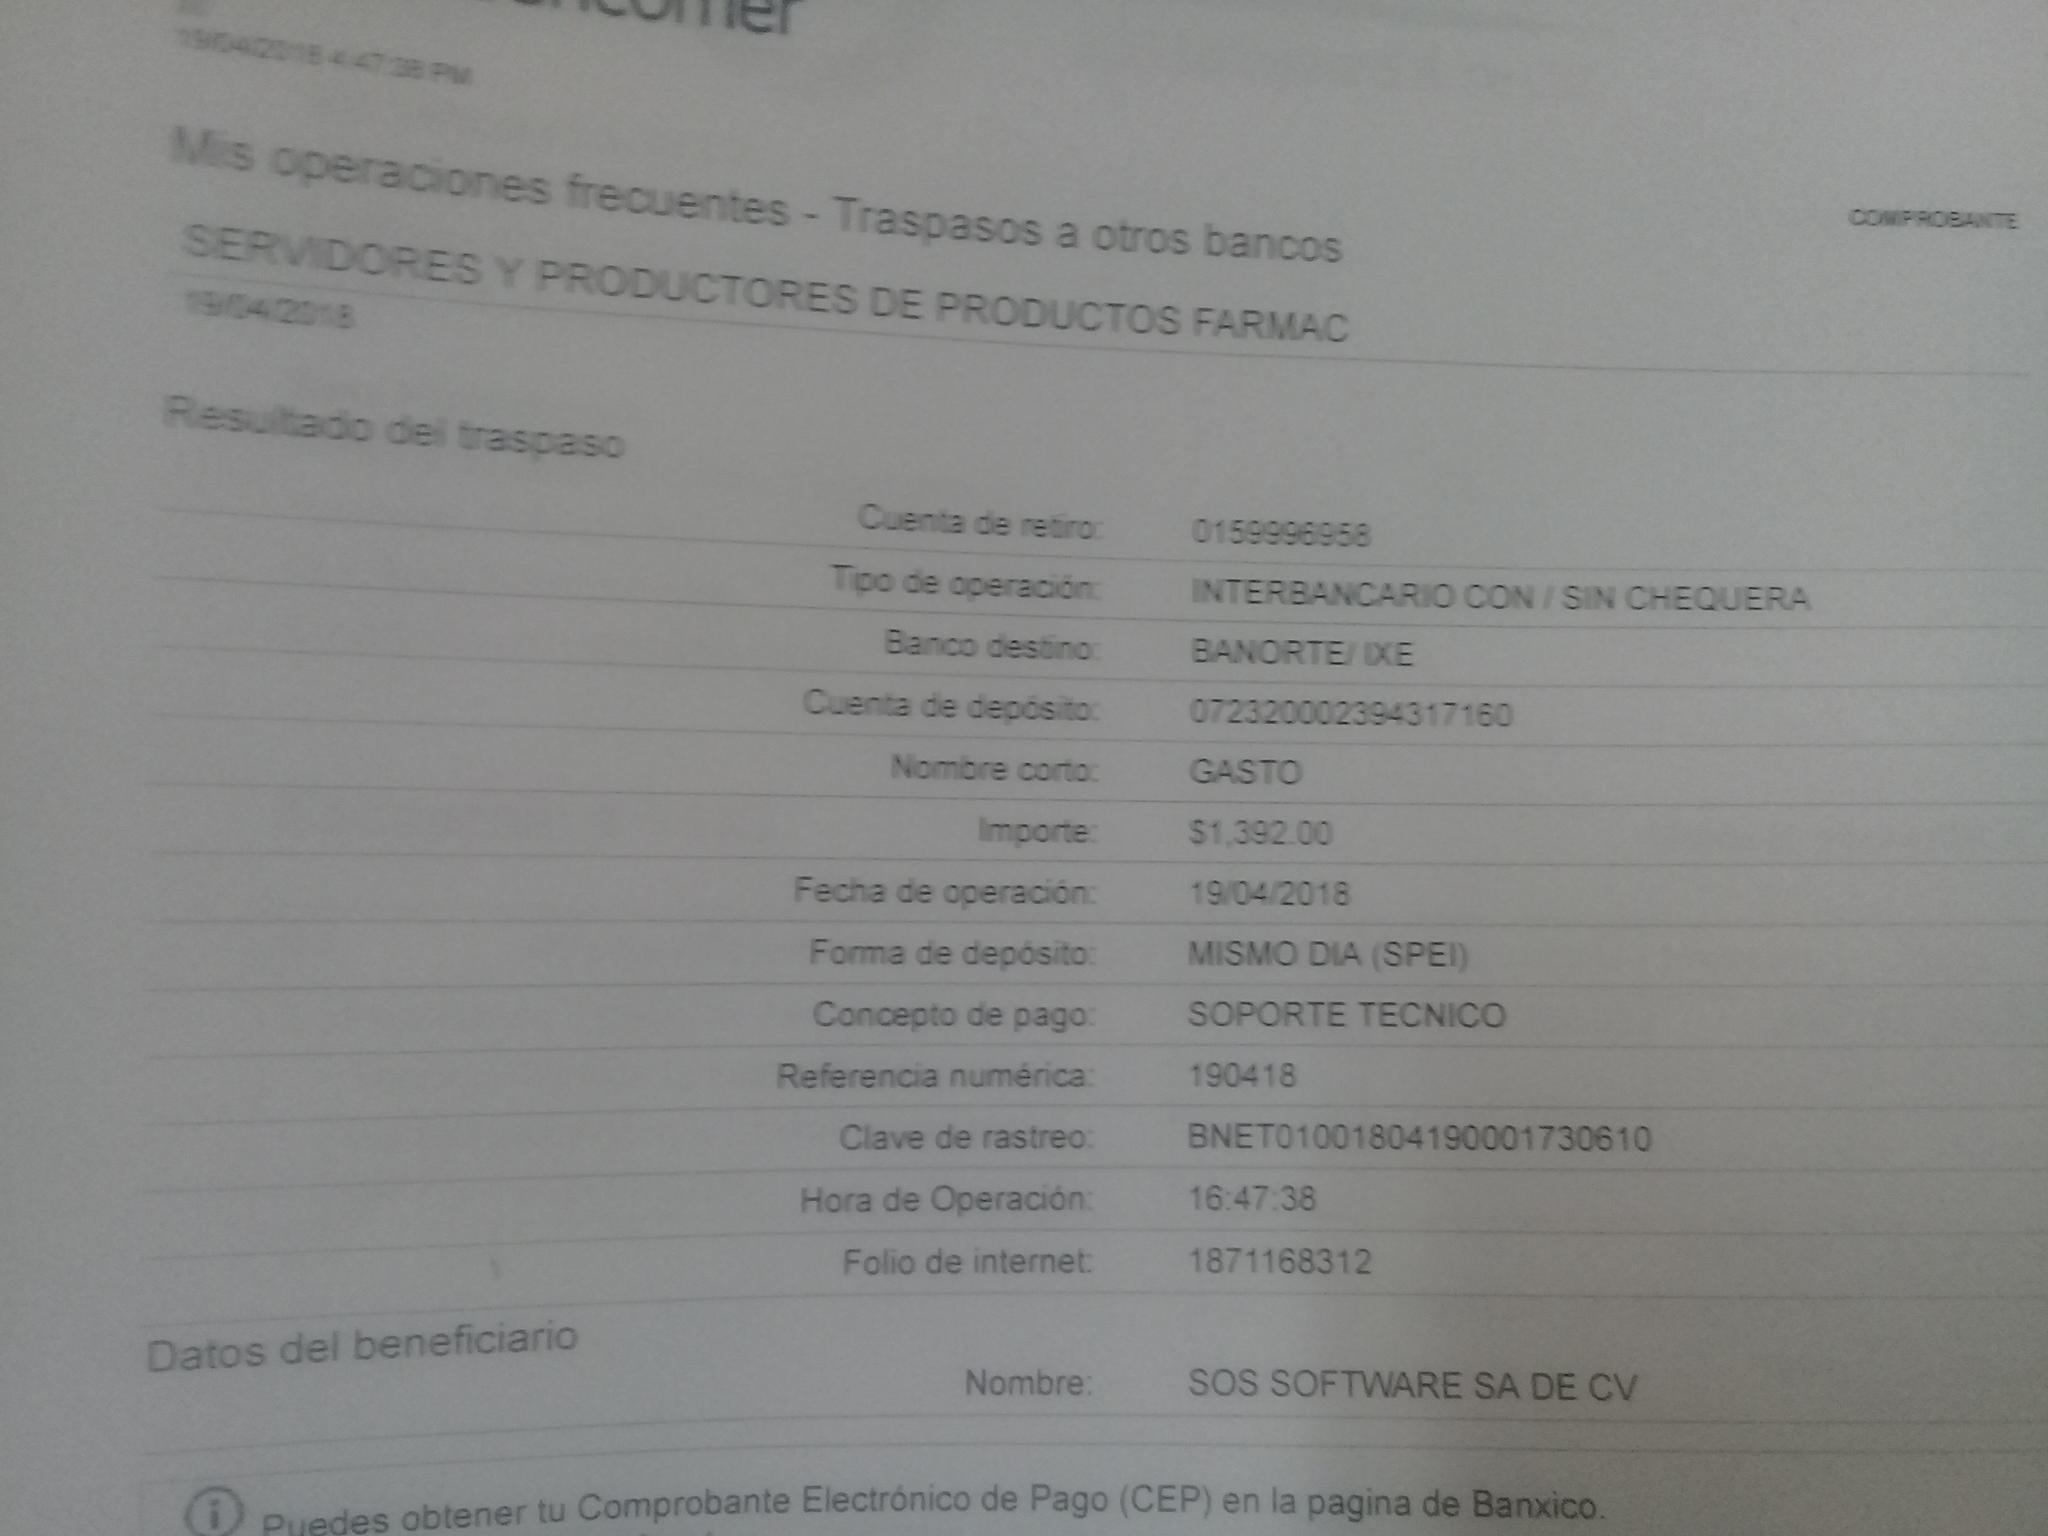 19/04/2018 4:47:38 PM
Mis operaciones frecuentes - Traspasos a otros bancos
COMPROBANTE
SERVIDORES Y PRODUCTORES DE PRODUCTOS FARMAC
19/04/2018
Resultado del traspaso
Cuenta de retiro: 0159996958
Tipo de operación: INTERBANCARIO CON / SIN CHEQUERA
Banco destino: BANORTE/ IXE
Cuenta de depósito: 072320002394317160
Nombre corto: GASTO
Importe: $1,392.00
Fecha de operación: 19/04/2018
Forma de depósito: MISMO DIA (SPEI)
Concepto de pago: SOPORTE TECNICO
Referencia numérica: 190418
Clave de rastreo: BNET01001804190001730610
Hora de Operación: 16:47:38
Folio de internet: 1871168312
Datos del beneficiario
Nombre: SOS SOFTWARE SA DE CV
Puedes obtener tu Comprobante Electrónico de Pago (CEP) en la pagina de Banxico.